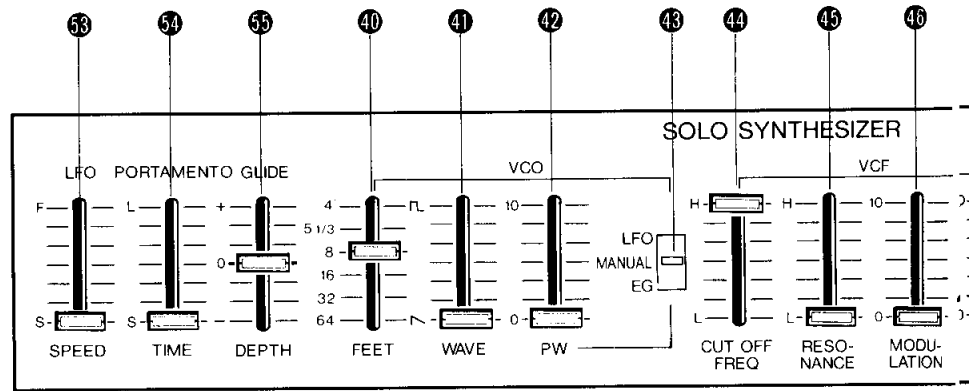 53 54 55 40 41 42 43 44 45 46
SOLO SYNTHESIZER
LFO PORTAMENTO GLIDE VCO VCF
F L + 4 10 H H 10
5 1/3
LFO
8
0 MANUAL
16
EG
32
S S 64 0 L L 0
SPEED TIME DEPTH FEET WAVE PW CUT OFF FREQ RESO-NANCE MODU-LATION